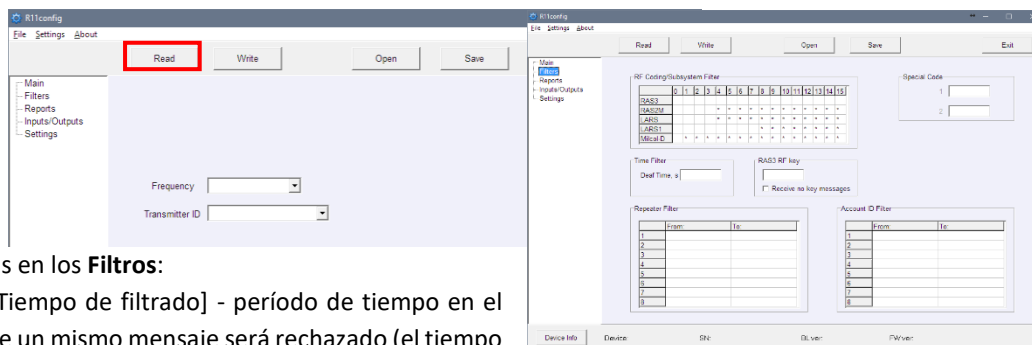 R11config
File Settings About
Read Write Open Save
Main
Filters
Reports
Inputs/Outputs
Settings
Frequency
Transmitter ID
s en los Filtros:
Tiempo de filtrado] - período de tiempo en el
e un mismo mensaje será rechazado (el tiempo
R11config
File Settings About
Read Write Open Save Exit
Main
Filters
Reports
Inputs/Outputs
Settings
RF Coding/Subsystem Filter
0 1 2 3 4 5 6 7 8 9 10 11 12 13 14 15
RAS3
RAS2M * * * * * * * * * * * *
LARS * * * * * * * * * * * *
LARS1 * * * * * * * *
Milcol D * * * * * * * * * * * * * * *
Special Code
1
2
Time Filter
Deaf Time, s
RAS3 RF key
Receive no key messages
Repeater Filter
From: To:
1
2
3
4
5
6
7
8
Account ID Filter
From: To:
1
2
3
4
5
6
7
8
Device Info Device: SN: BL ver: FW ver: